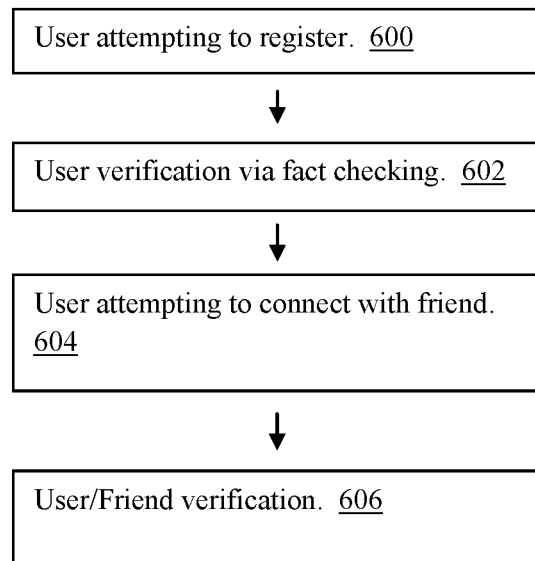 User attempting to register. 600
User verification via fact checking. 602
User attempting to connect with friend.
604
User/Friend verification. 606